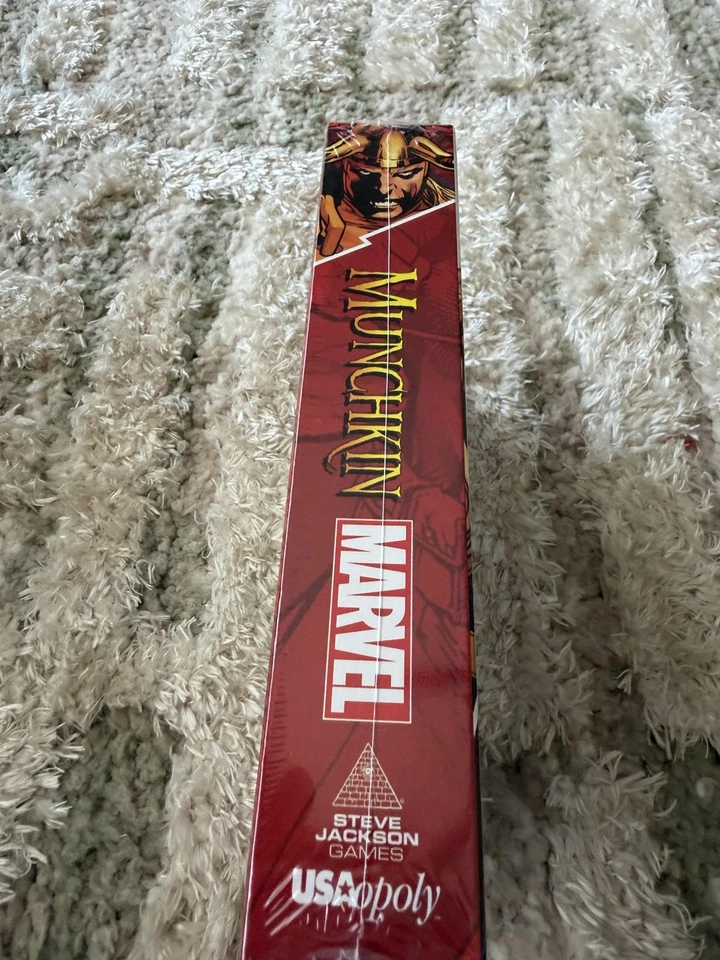 MUNCHKIN
MARVEL
STEVE
JACKSON
GAMES
USAopoly